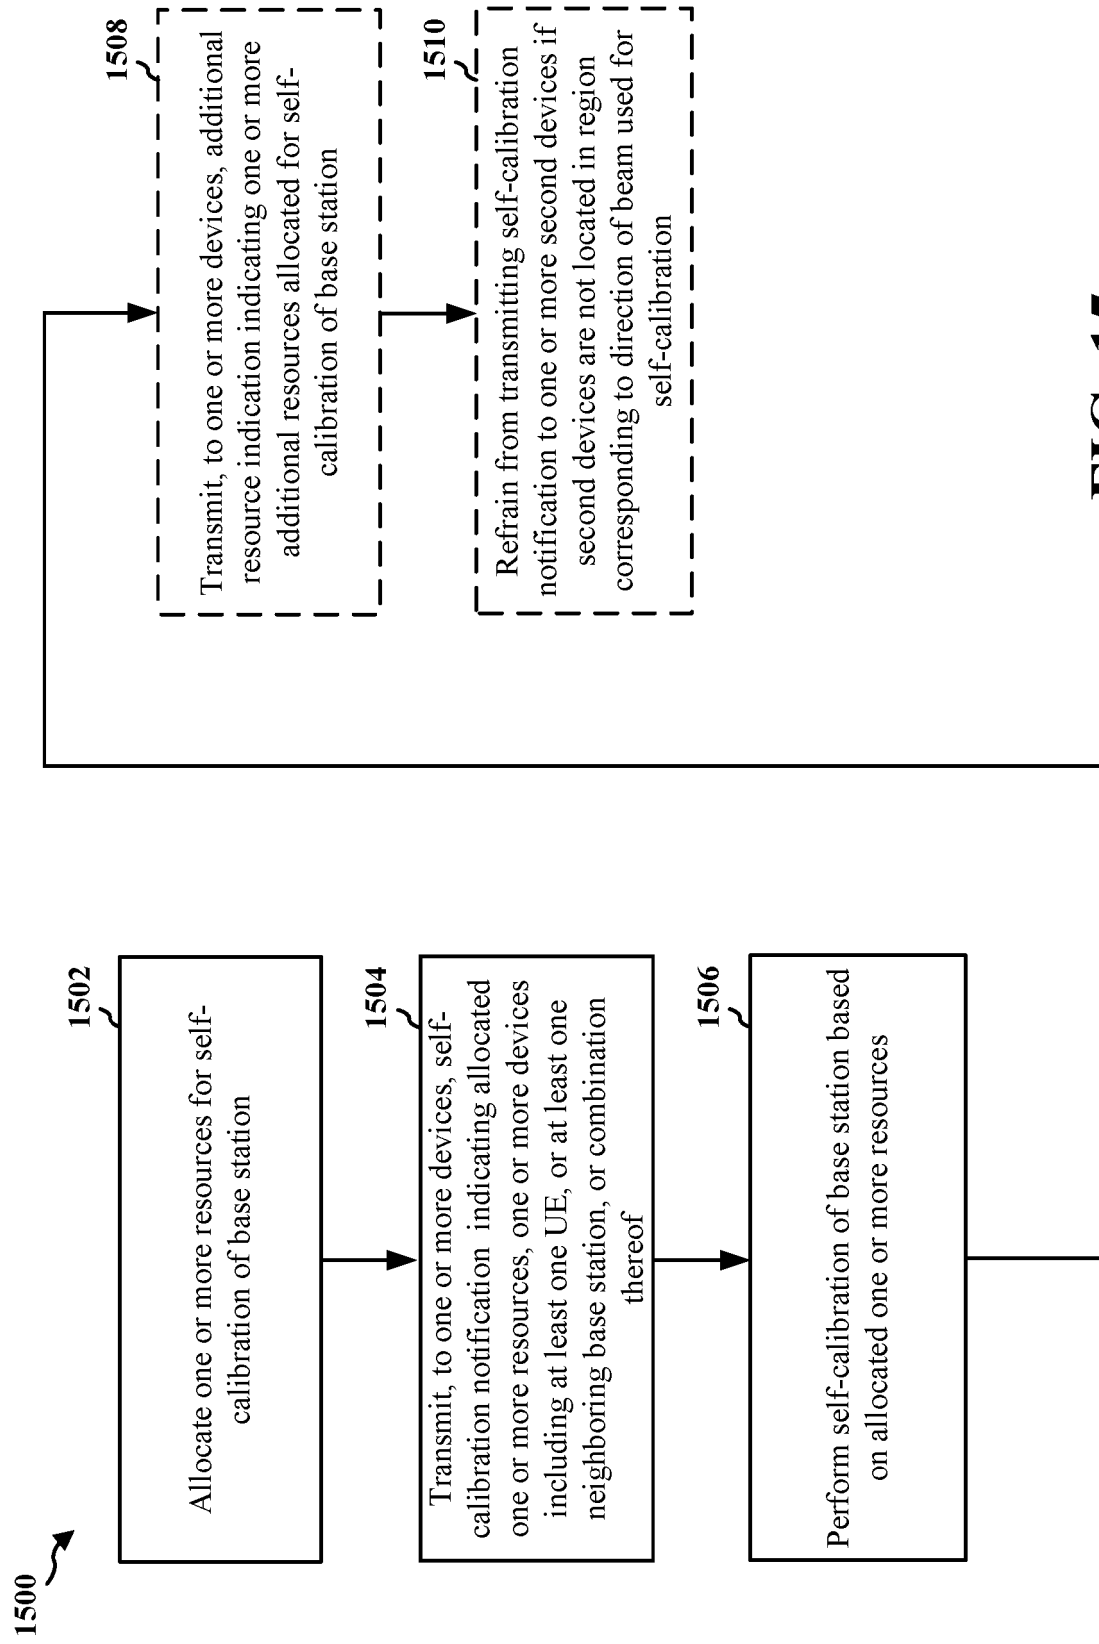 1500
1502
Allocate one or more resources for self-
calibration of base station
1504
Transmit, to one or more devices, self-
calibration notification indicating allocated
one or more resources, one or more devices
including at least one UE, or at least one
neighboring base station, or combination
thereof
1506
Perform self-calibration of base station based
on allocated one or more resources
1508
Transmit, to one or more devices, additional
resource indication indicating one or more
additional resources allocated for self-
calibration of base station
1510
Refrain from transmitting self-calibration
notification to one or more second devices if
second devices are not located in region
corresponding to direction of beam used for
self-calibration